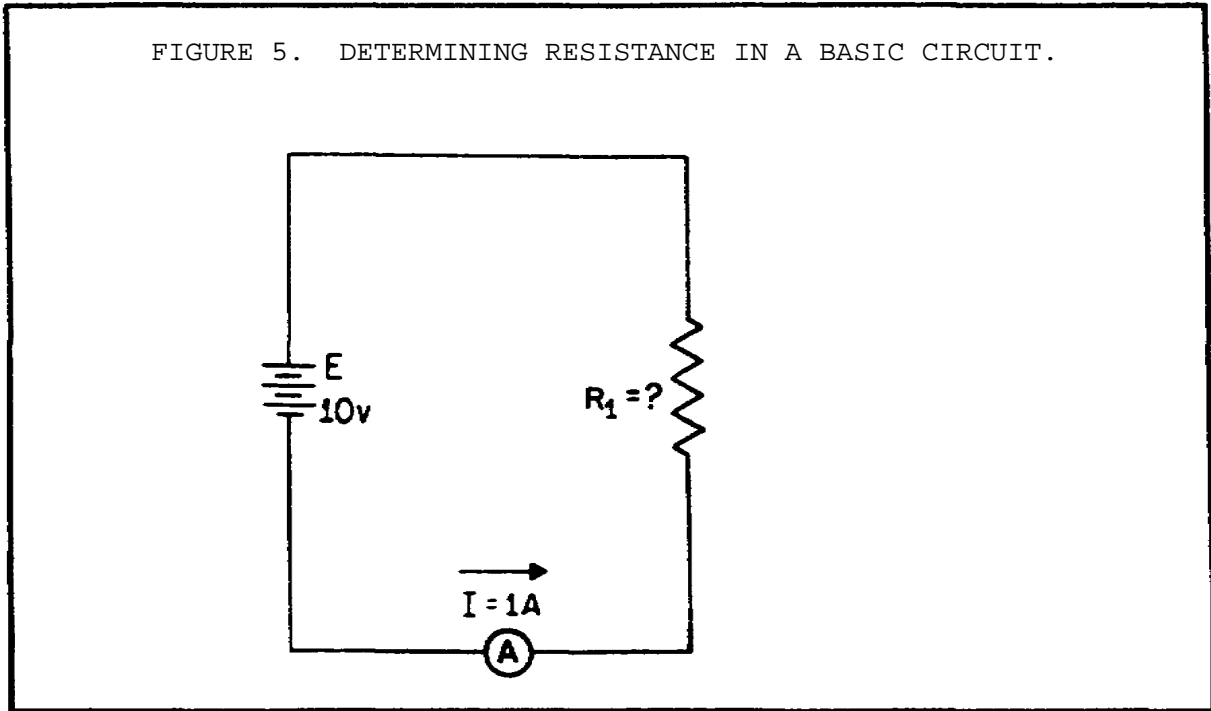 FIGURE 5. DETERMINING RESISTANCE IN A BASIC CIRCUIT.
E
10v
R₁ = ?
I = 1A
A